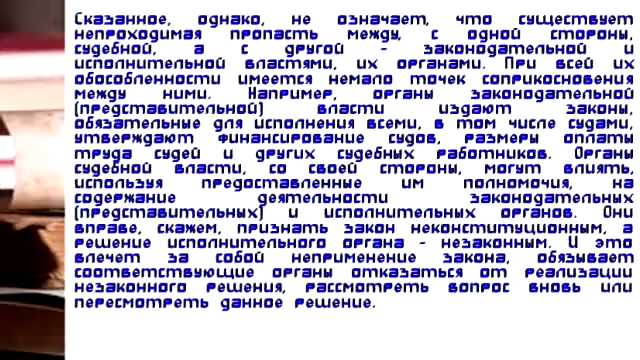 Сказанное, однако, не означает, что существует
непроходимая пропасть между, с одной стороны,
судебной, а с другой - законодательной и
исполнительной властями, их органами. При всей их
обособленности имеется немало точек соприкосновения
между ними. Например, органы законодательной
(представительной) власти издают законы,
обязательные для исполнения всеми, в том числе судами,
утверждают финансирование судов, размеры оплаты
труда судей и других судебных работников. Органы
судебной власти, со своей стороны, могут влиять,
используя предоставленные им полномочия, на
содержание деятельности законодательных
(представительных) и исполнительных органов. Они
вправе, скажем, признать закон неконституционным, а
решение исполнительного органа - незаконным. И это
влечет за собой неприменение закона, обязывает
соответствующие органы отказаться от реализации
незаконного решения, рассмотреть вопрос вновь или
пересмотреть данное решение.